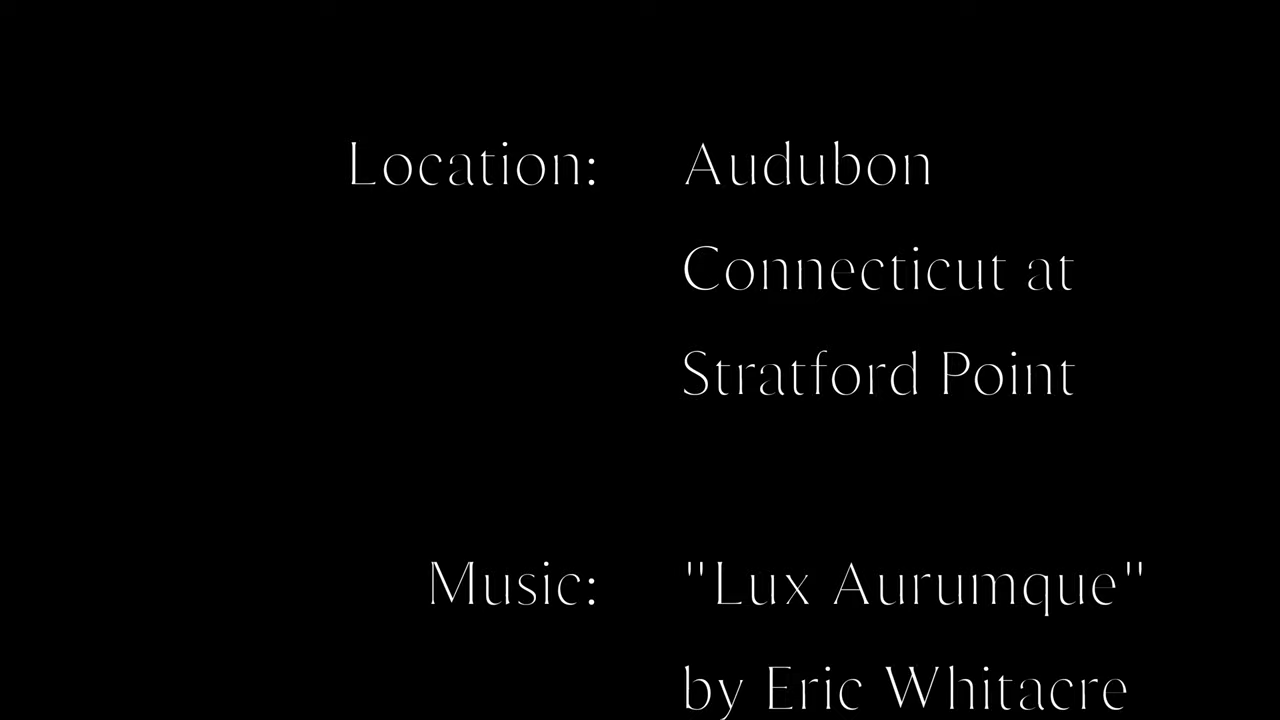 Location: Audubon
Connecticut at
Stratford Point
Music: "Lux Aurumque"
by Eric Whitacre